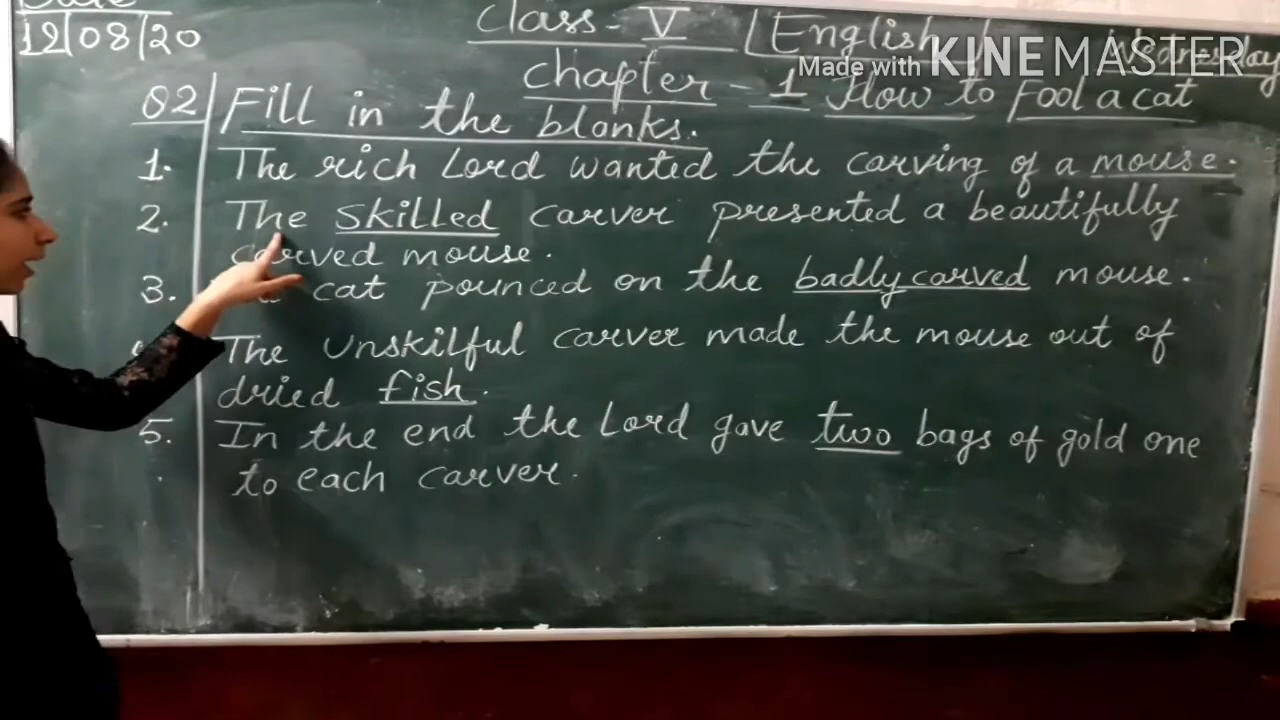 Date
12/08/20
Class - V
[English]
Wednesday
Made with KINEMASTER
Chapter - 1 How to Fool a cat
Q2 Fill in the blanks.
1. The rich Lord wanted the carving of a mouse.
2. The skilled carver presented a beautifully
carved mouse.
3. cat pounced on the badly carved mouse.
The Unskilful carver made the mouse out of
dried fish.
5. In the end the Lord gave two bags of gold one
to each carver.